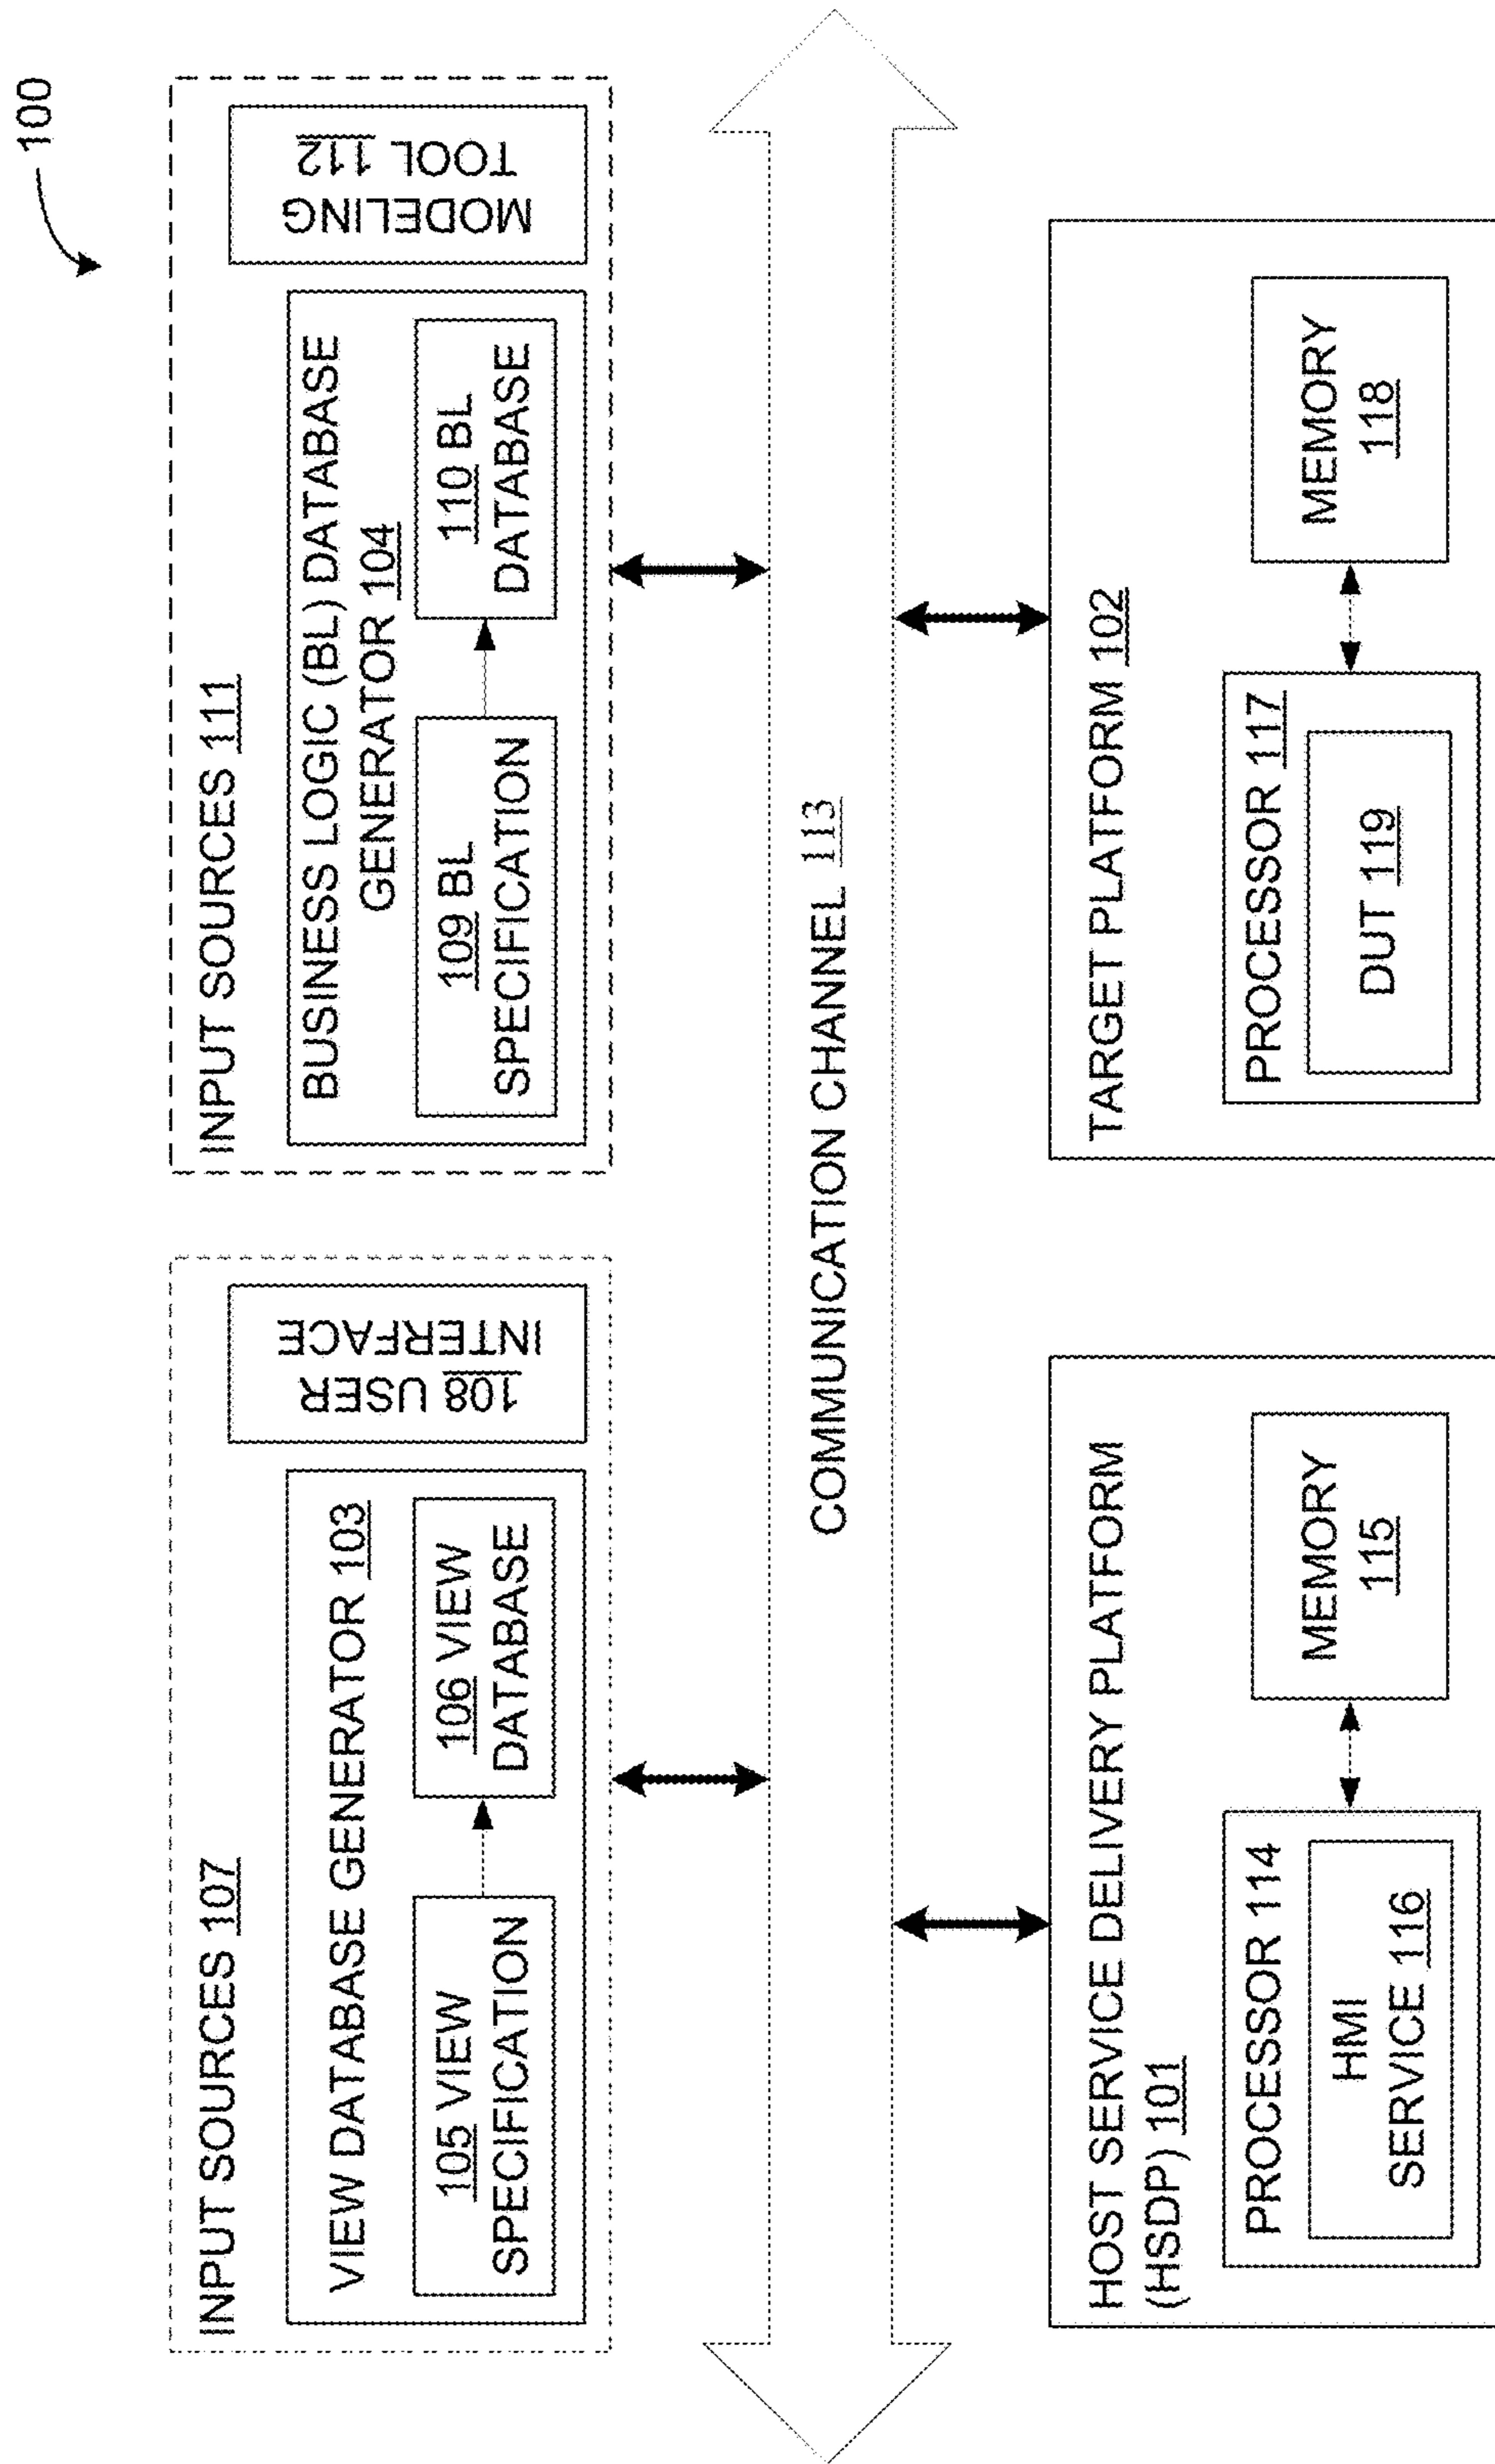 100
INPUT SOURCES 107
VIEW DATABASE GENERATOR 103
105 VIEW
SPECIFICATION
106 VIEW
DATABASE
108 USER
INTERFACE
INPUT SOURCES 111
BUSINESS LOGIC (BL) DATABASE
GENERATOR 104
109 BL
SPECIFICATION
110 BL
DATABASE
MODELING
TOOL 112
COMMUNICATION CHANNEL 113
HOST SERVICE DELIVERY PLATFORM
(HSDP) 101
PROCESSOR 114
HMI
SERVICE 116
MEMORY
115
TARGET PLATFORM 102
PROCESSOR 117
DUT 119
MEMORY
118